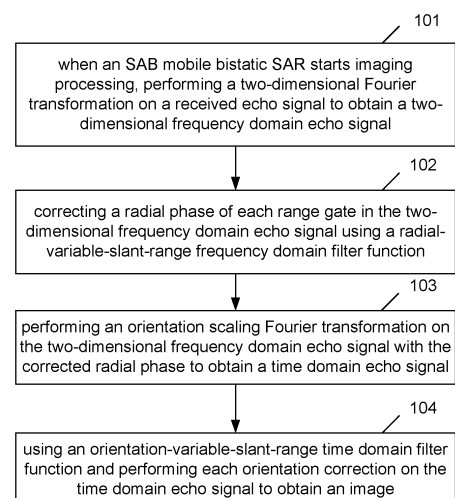 101
when an SAB mobile bistatic SAR starts imaging
processing, performing a two-dimensional Fourier
transformation on a received echo signal to obtain a two-
dimensional frequency domain echo signal
102
correcting a radial phase of each range gate in the two-
dimensional frequency domain echo signal using a radial-
variable-slant-range frequency domain filter function
103
performing an orientation scaling Fourier transformation on
the two-dimensional frequency domain echo signal with the
corrected radial phase to obtain a time domain echo signal
104
using an orientation-variable-slant-range time domain filter
function and performing each orientation correction on the
time domain echo signal to obtain an image